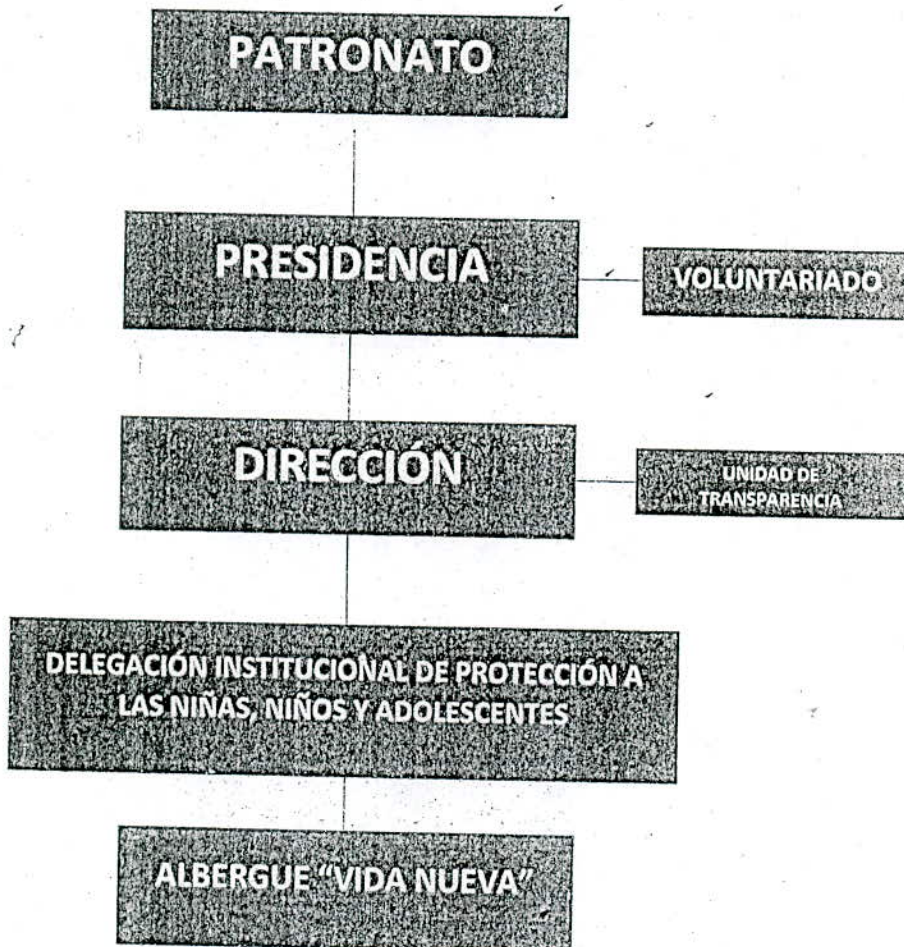 PATRONATO
PRESIDENCIA
VOLUNTARIADO
DIRECCIÓN
UNIDAD DE
TRANSPARENCIA
DELEGACIÓN INSTITUCIONAL DE PROTECCIÓN A
LAS NIÑAS, NIÑOS Y ADOLESCENTES
ALBERGUE "VIDA NUEVA"